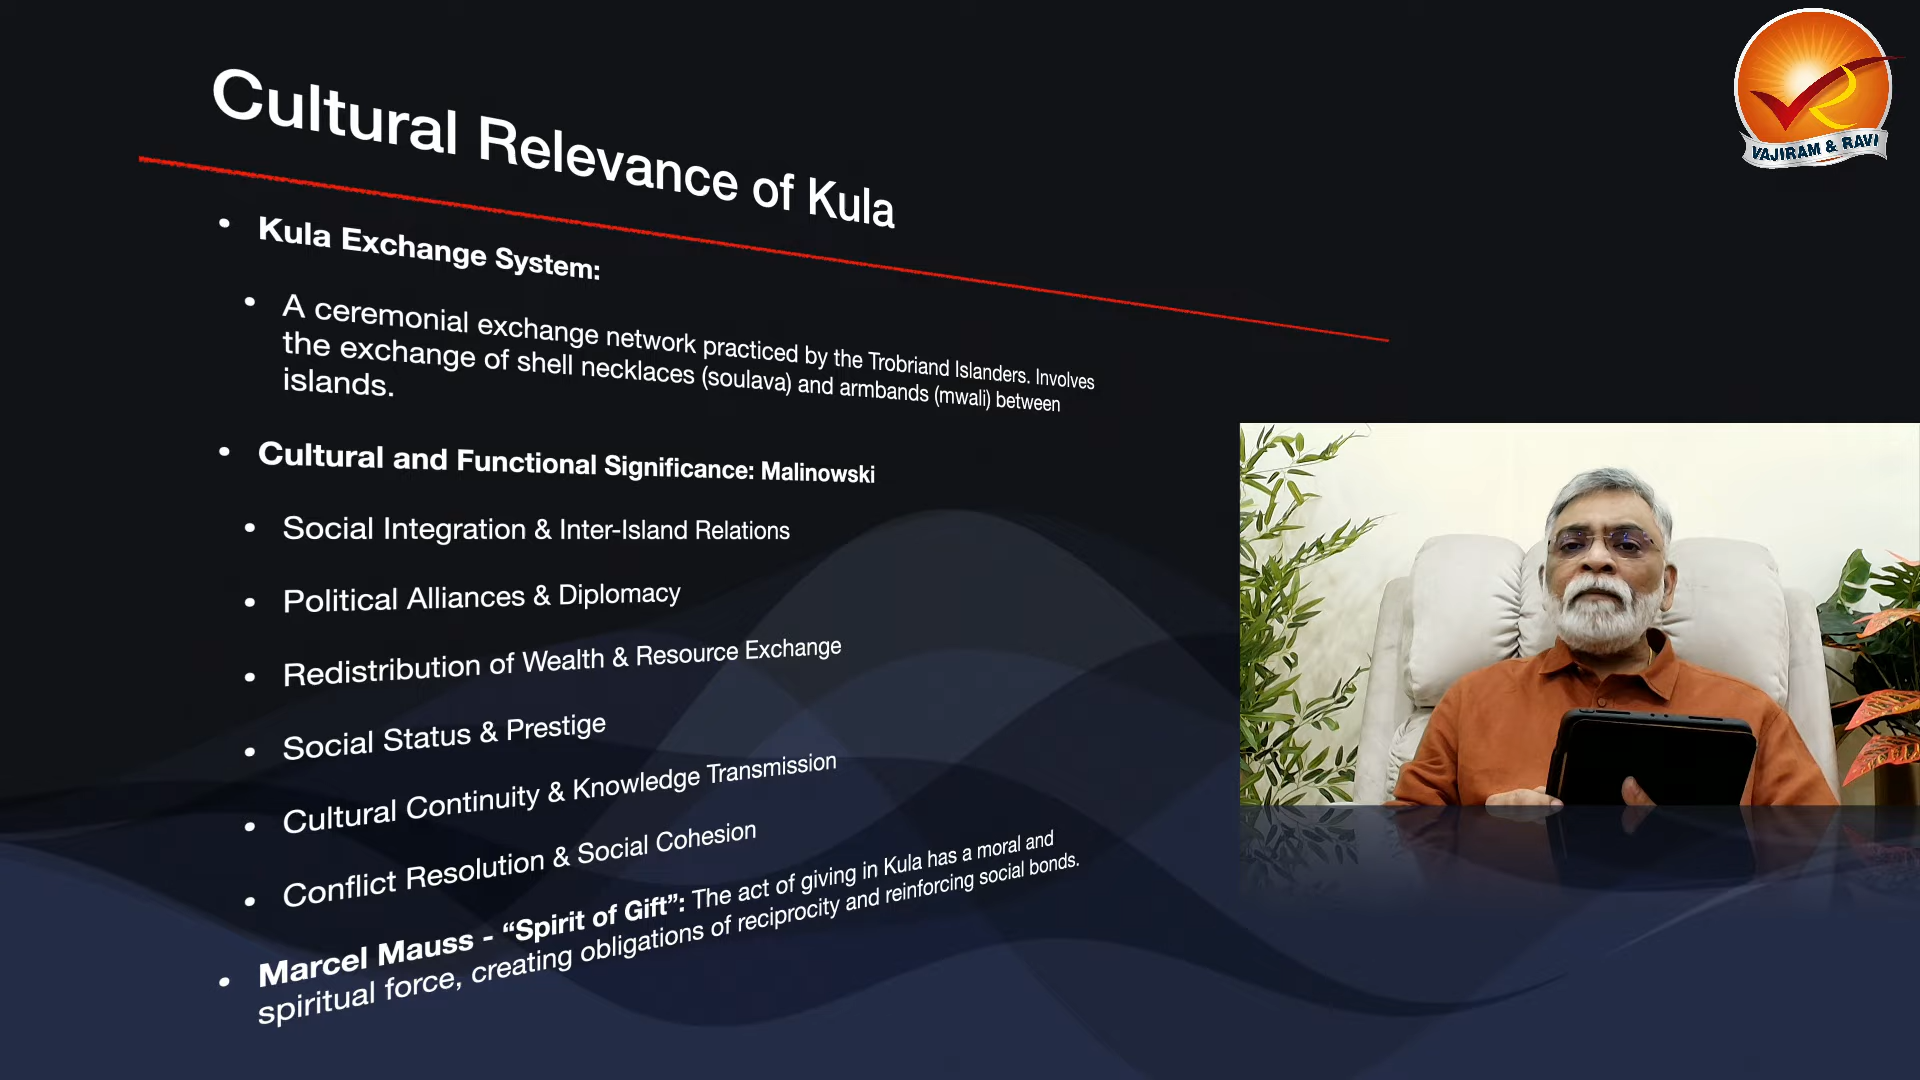 VAJIRAM & RAVI
Cultural Relevance of Kula
• Kula Exchange System:
• A ceremonial exchange network practiced by the Trobriand Islanders. Involves
the exchange of shell necklaces (soulava) and armbands (mwali) between
islands.
• Cultural and Functional Significance: Malinowski
• Social Integration & Inter-Island Relations
• Political Alliances & Diplomacy
• Redistribution of Wealth & Resource Exchange
• Social Status & Prestige
• Cultural Continuity & Knowledge Transmission
• Conflict Resolution & Social Cohesion
• Marcel Mauss - “Spirit of Gift”: The act of giving in Kula has a moral and
spiritual force, creating obligations of reciprocity and reinforcing social bonds.